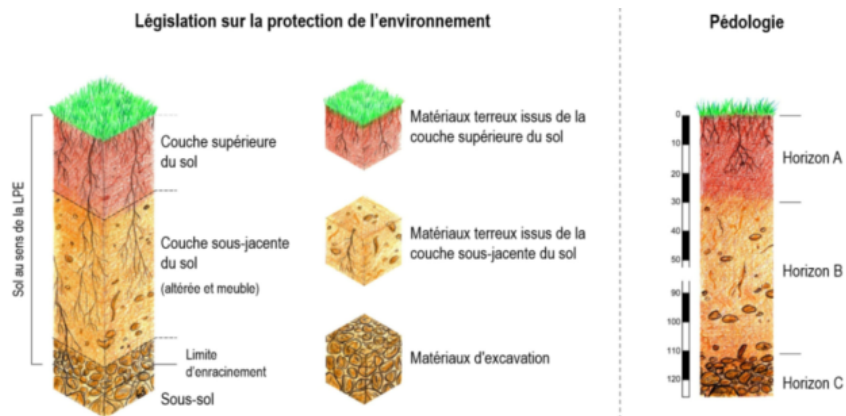 Législation sur la protection de l'environnement
Pédologie
Sol au sens de la LPE
Couche supérieure
du sol
Couche sous-jacente
du sol
(altérée et meuble)
Limite
d'enracinement
Sous-sol
Matériaux terreux issus de la
couche supérieure du sol
Matériaux terreux issus de la
couche sous-jacente du sol
Matériaux d'excavation
0
10
20
30
40
50
90
100
110
120
Horizon A
Horizon B
Horizon C